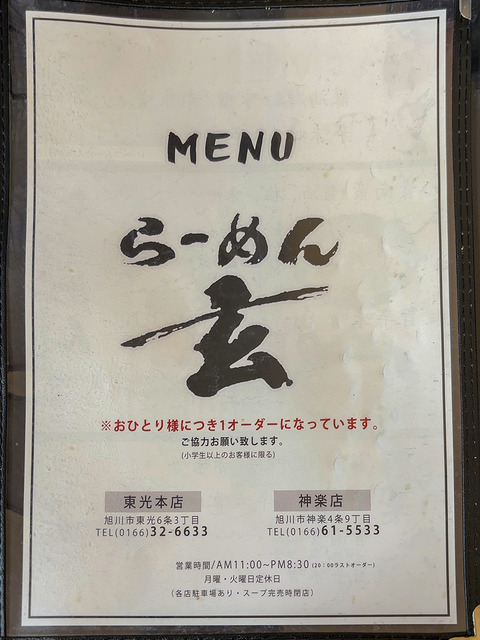 MENU
らーめん
玄
※おひとり様につき1オーダーになっています。
ご協力お願い致します。
(小学生以上のお客様に限る)
東光本店
旭川市東光6条3丁目
TEL(0166)32-6633
神楽店
旭川市神楽4条9丁目
TEL(0166)61-5533
営業時間/AM11:00~PM8:30 (20:00ラストオーダー)
月曜・火曜日定休日
(各店駐車場あり・スープ完売時閉店)